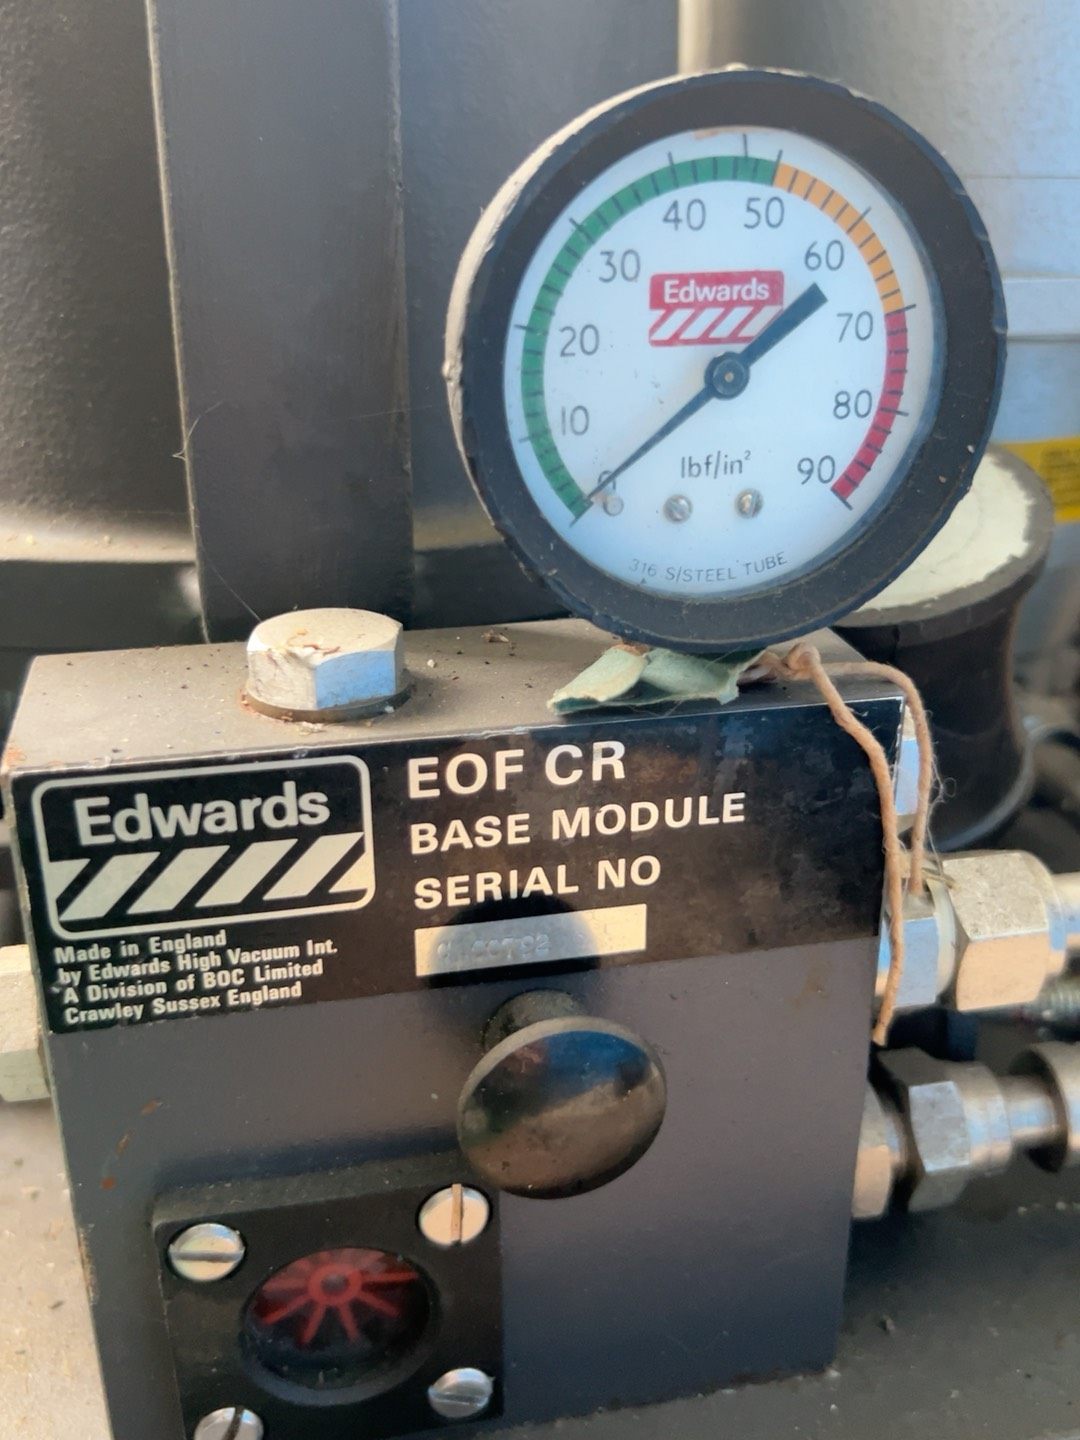 40 50
30 60
Edwards
20 70
10 80
0 lbf/in² 90
316 S/STEEL TUBE
Edwards
EOF CR
BASE MODULE
SERIAL NO
Made in England
by Edwards High Vacuum Int.
A Division of BOC Limited
Crawley Sussex England